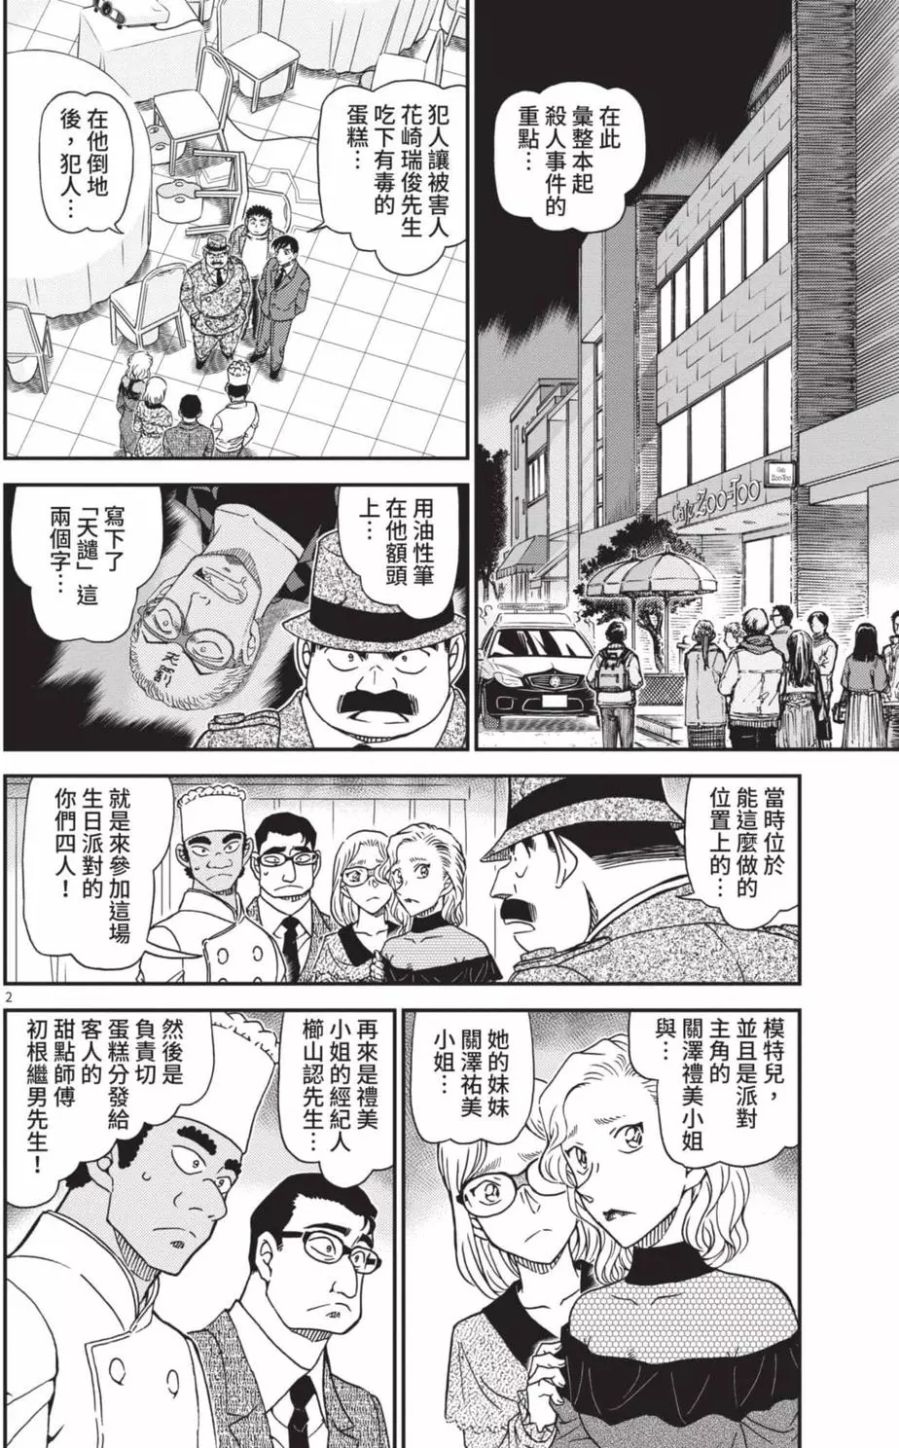 在此
彙整本起
殺人事件的
重點…
Cafe Zoo-Too
Cafe
Zoo-Too
犯人讓被害人
花崎瑞俊先生
吃下有毒的
蛋糕…
在他倒地
後，犯人…
用油性筆
在他額頭
上…
寫下了
「天譴」這
兩個字…
天罰
當時位於
能這麼做的
位置上的…
就是來參加這場
生日派對的
你們四人！
2
模特兒，
並且是派對
主角的
關澤禮美小姐
與…
她的妹妹
關澤祐美
小姐…
再來是禮美
小姐的經紀人
櫛山認先生…
然後是
負責切
蛋糕分發給
客人的
甜點師傅
初根繼男先生！